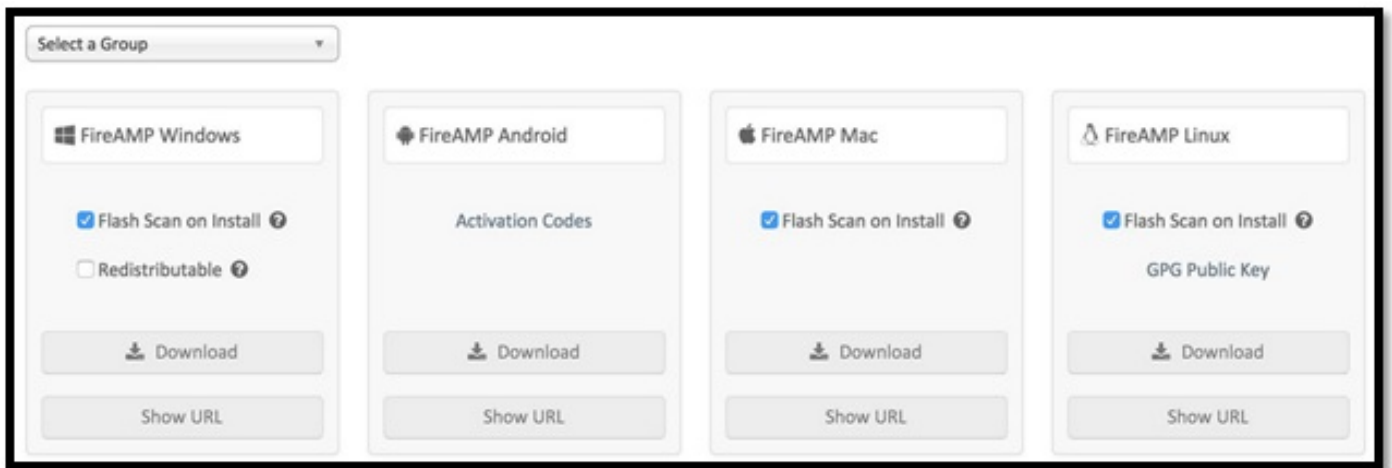 Select a Group
FireAMP Windows
Flash Scan on Install
Redistributable
Download
Show URL
FireAMP Android
Activation Codes
Download
Show URL
FireAMP Mac
Flash Scan on Install
Download
Show URL
FireAMP Linux
Flash Scan on Install
GPG Public Key
Download
Show URL